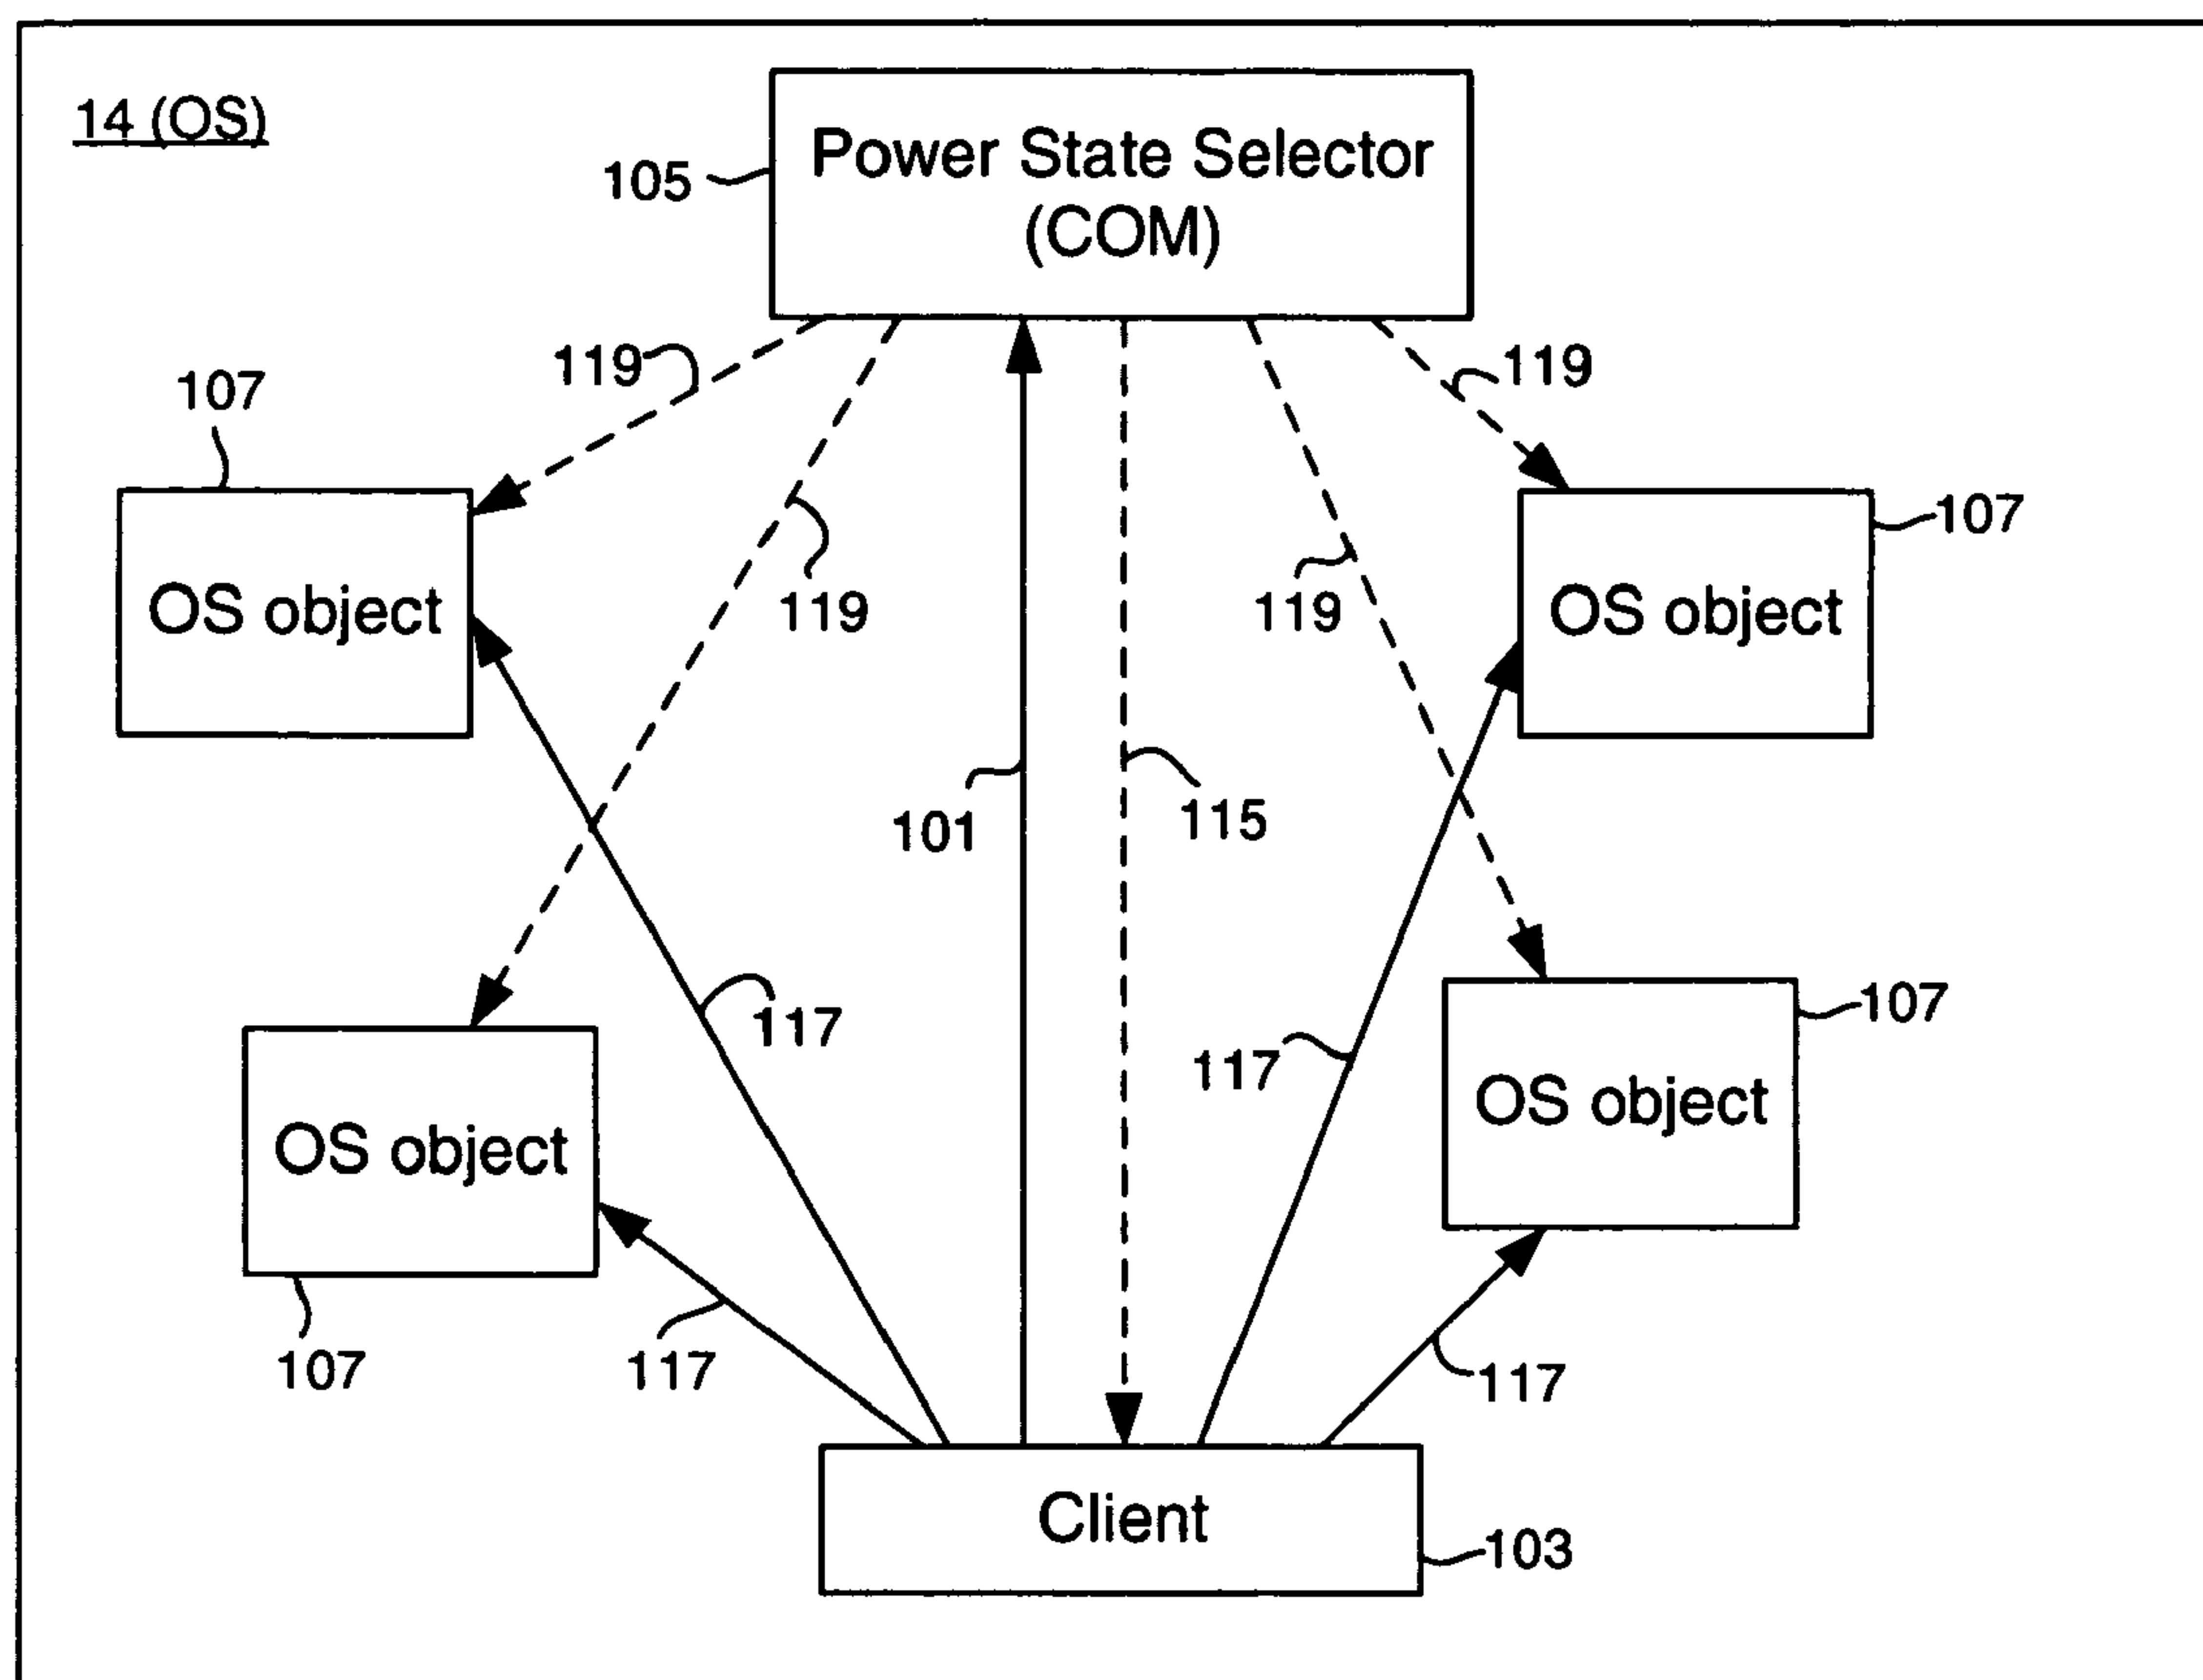 14 (OS)
Power State Selector
(COM)
105
119
119
107
107
OS object
119
119
OS object
101
115
107
117
117
OS object
OS object
107
117
117
Client
103